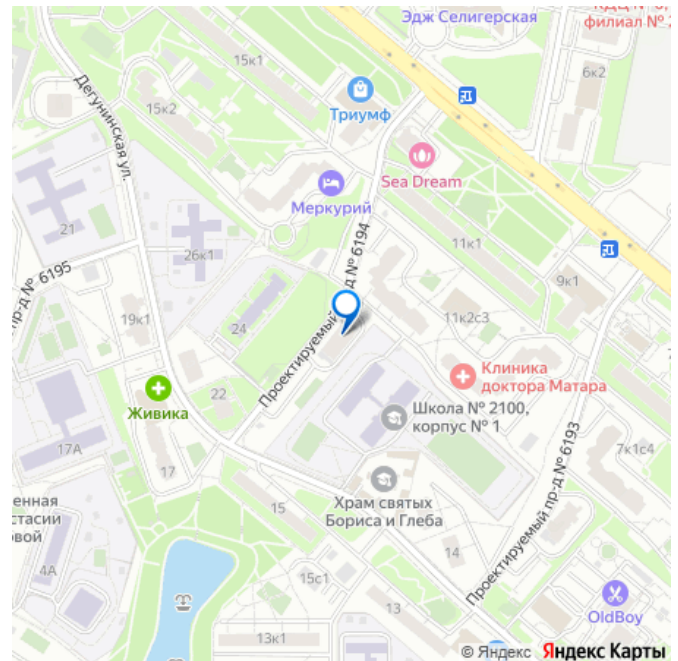 Эдж Селигерская
филиал № 2
15к1
6к2
15к2
Триумф
Дегунинская ул.
Sea Dream
Меркурий
21
26к1
11к1
9к1
Проектируемый пр-д № 6194
пр-д № 6195
19к1
24
11к2с3
22
Клиника
доктора Матара
Живика
Школа № 2100,
корпус № 1
17А
17
7к1с4
Проектируемый пр-д № 6193
15
Храм святых
Бориса и Глеба
14
4А
15с1
13
OldBoy
13к1
© Яндекс Яндекс Карты